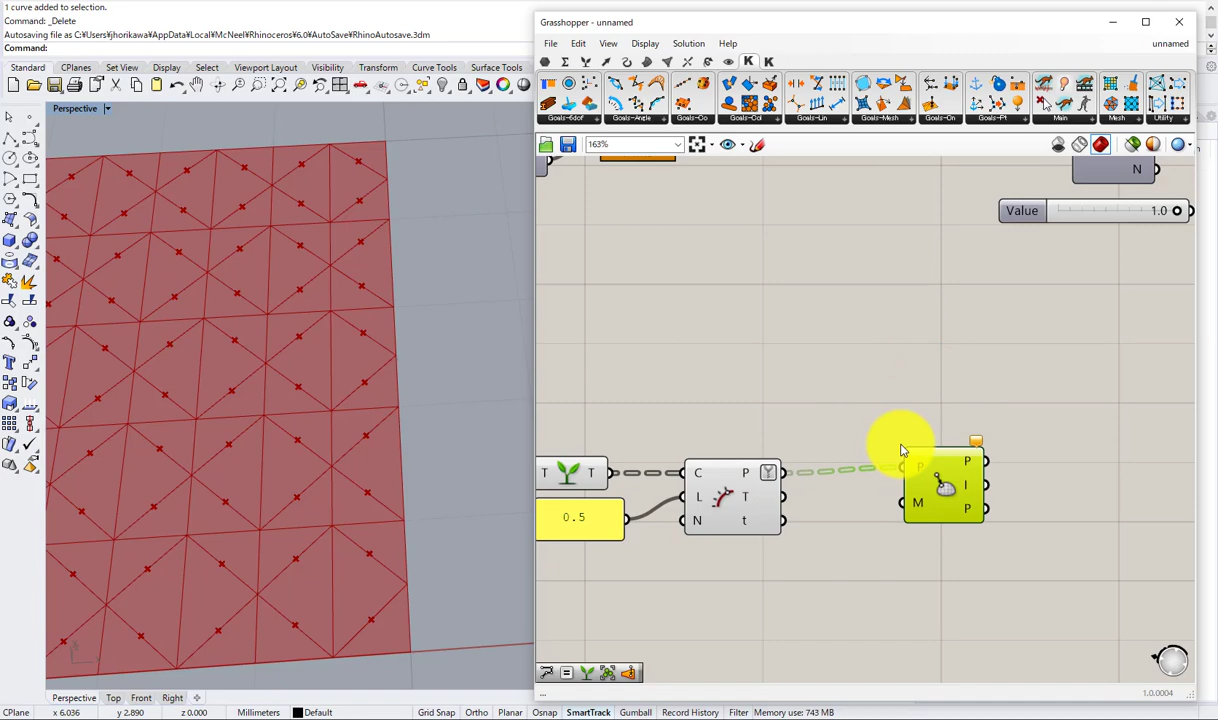 1 curve added to selection.
Command: _Delete
Autosaving file as C:¥Users¥jhorikawa¥AppData¥Local¥McNeel¥Rhinoceros¥6.0¥AutoSave¥RhinoAutosave.3dm
Command:
Standard CPlanes Set View Display Select Viewport Layout Visibility Transform Curve Tools Surface Tools
Perspective
Grasshopper - unnamed
File Edit View Display Solution Help unnamed
K K
Goals-6dof Goals-Angle Goals-Co Goals-Col Goals-Lin Goals-Mesh Goals-On Goals-Pt Main Mesh Utility
163%
N
Value 1.0
T T
0.5
C P
L T
N t
P P
I
M P
...
1.0.0004
Perspective Top Front Right
CPlane x 6.036 y 2.890 z 0.000 Millimeters Default Grid Snap Ortho Planar Osnap SmartTrack Gumball Record History Filter Memory use: 743 MB